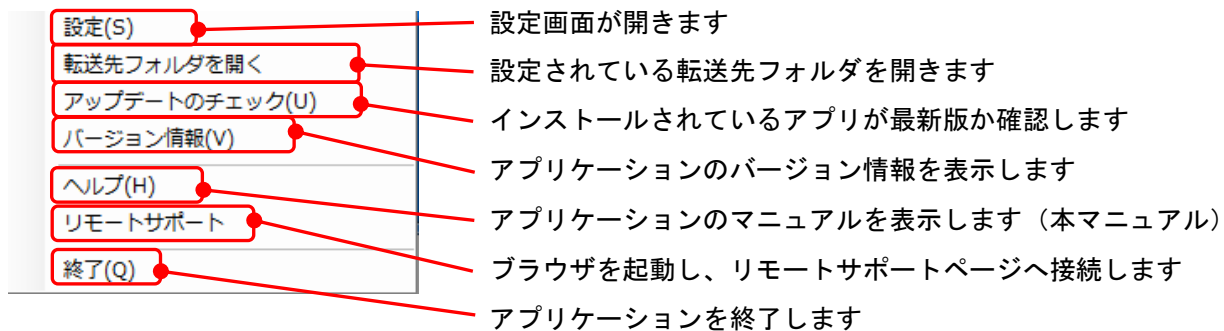 設定(S)
設定画面が開きます
転送先フォルダを開く
設定されている転送先フォルダを開きます
アップデートのチェック(U)
インストールされているアプリが最新版か確認します
バージョン情報(V)
アプリケーションのバージョン情報を表示します
ヘルプ(H)
アプリケーションのマニュアルを表示します（本マニュアル）
リモートサポート
ブラウザを起動し、リモートサポートページへ接続します
終了(Q)
アプリケーションを終了します